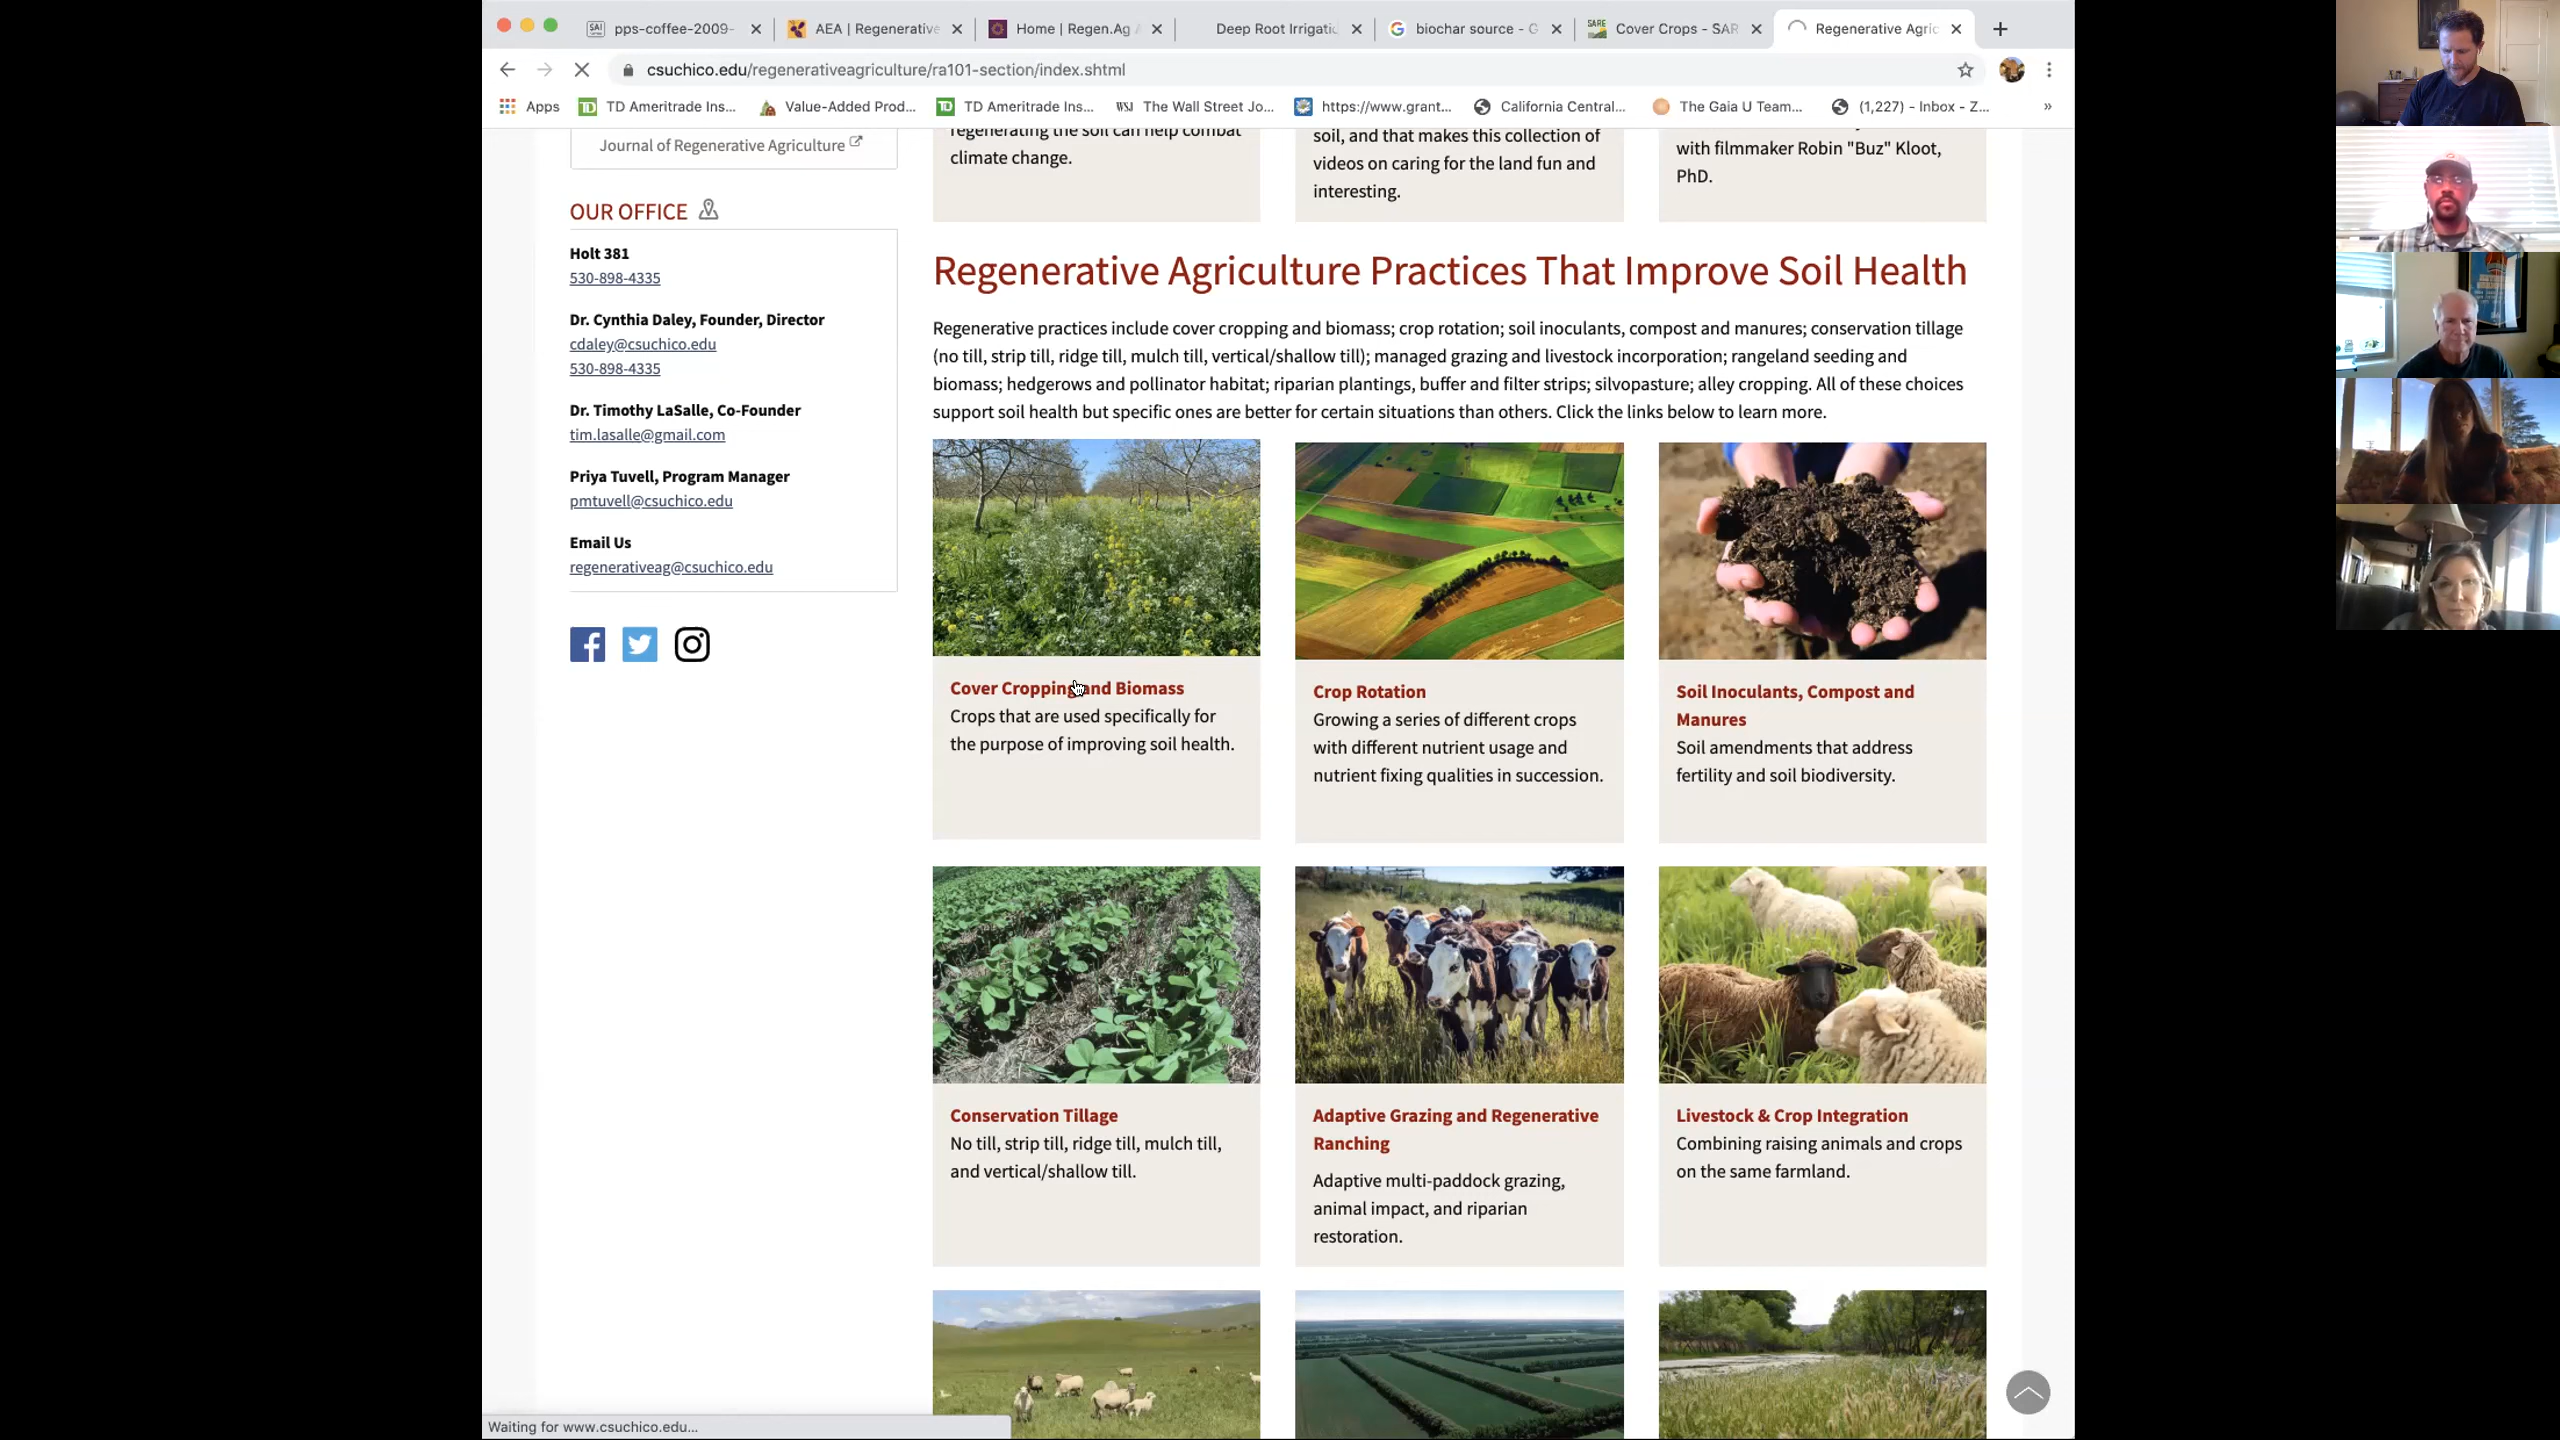 pps-coffee-2009-
AEA | Regenerative
Home | Regen.Ag A
Deep Root Irrigatio
biochar source - G
SARE
Cover Crops - SAR
Regenerative Agric
csuchico.edu/regenerativeagriculture/ra101-section/index.shtml
Apps
TD Ameritrade Ins...
Value-Added Prod...
TD Ameritrade Ins...
WSJ The Wall Street Jo...
https://www.grant...
California Central...
The Gaia U Team...
(1,227) - Inbox - Z...
»
Journal of Regenerative Agriculture
OUR OFFICE
Holt 381
530-898-4335
Dr. Cynthia Daley, Founder, Director
cdaley@csuchico.edu
530-898-4335
Dr. Timothy LaSalle, Co-Founder
tim.lasalle@gmail.com
Priya Tuvell, Program Manager
pmtuvell@csuchico.edu
Email Us
regenerativeag@csuchico.edu
regenerating the soil can help combat
climate change.
soil, and that makes this collection of
videos on caring for the land fun and
interesting.
with filmmaker Robin "Buz" Kloot,
PhD.
Regenerative Agriculture Practices That Improve Soil Health
Regenerative practices include cover cropping and biomass; crop rotation; soil inoculants, compost and manures; conservation tillage
(no till, strip till, ridge till, mulch till, vertical/shallow till); managed grazing and livestock incorporation; rangeland seeding and
biomass; hedgerows and pollinator habitat; riparian plantings, buffer and filter strips; silvopasture; alley cropping. All of these choices
support soil health but specific ones are better for certain situations than others. Click the links below to learn more.
Cover Cropping and Biomass
Crops that are used specifically for
the purpose of improving soil health.
Crop Rotation
Growing a series of different crops
with different nutrient usage and
nutrient fixing qualities in succession.
Soil Inoculants, Compost and
Manures
Soil amendments that address
fertility and soil biodiversity.
Conservation Tillage
No till, strip till, ridge till, mulch till,
and vertical/shallow till.
Adaptive Grazing and Regenerative
Ranching
Adaptive multi-paddock grazing,
animal impact, and riparian
restoration.
Livestock & Crop Integration
Combining raising animals and crops
on the same farmland.
Waiting for www.csuchico.edu...